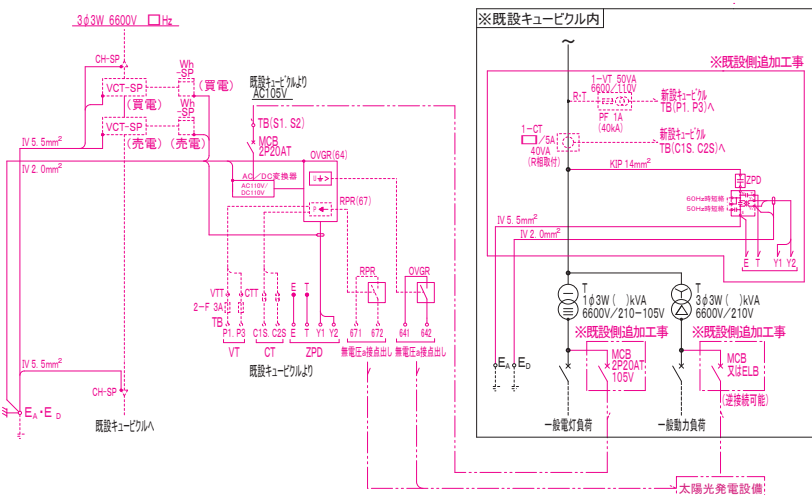 3φ3W 6600V □Hz
CH-SP
VCT-SP
Wh
-SP
(買電)
(買電)
VCT-SP
Wh
-SP
(売電)
(売電)
IV 5.5mm²
IV 2.0mm²
既設キュービクルより
AC105V
TB(S1. S2)
MCB
2P20AT
OVGR(64)
AC/DC変換器
AC110V/
DC110V
RPR(67)
RPR
OVGR
VTT
CTT
2-F 3A
TB
P1. P3
C1S. C2S
E
T
E
T
Y1
Y2
671
672
641
642
VT
CT
ZPD
無電圧a接点出し
無電圧a接点出し
既設キュービクルより
IV 5.5mm²
CH-SP
EA・ED
既設キュービクルへ
※既設キュービクル内
※既設側追加工事
R・T
1-VT 50VA
6600/110V
PF 1A
(40kA)
新設キュービクル
TB(P1. P3)へ
1-CT
□/5A
40VA
(R相取付)
新設キュービクル
TB(C1S. C2S)へ
KIP 14mm²
ZPD
60Hz時短絡
50Hz時短絡
IV 5.5mm²
IV 2.0mm²
E
T
Y1
Y2
T
1φ3W ( )kVA
6600V/210-105V
T
3φ3W ( )kVA
6600V/210V
※既設側追加工事
※既設側追加工事
MCB
2P20AT
105V
MCB
又はELB
(逆接続可能)
EA
ED
一般電灯負荷
一般動力負荷
太陽光発電設備